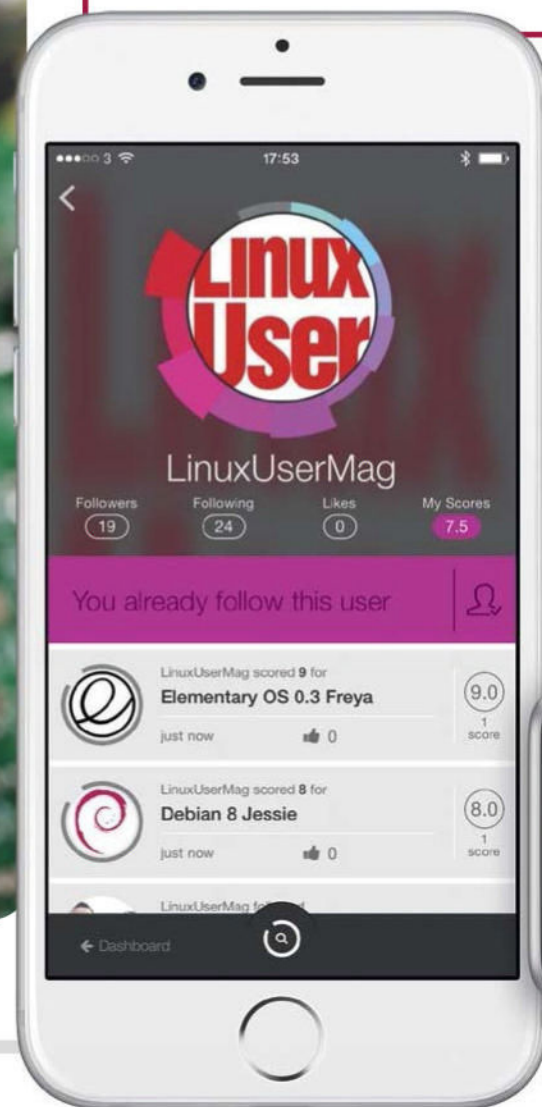 3 17:53
Linux
User
LinuxUserMag
Followers Following Likes My Scores
19 24 0 7.5
You already follow this user
LinuxUserMag scored 9 for
Elementary OS 0.3 Freya
just now 0
9.0
1
score
LinuxUserMag scored 8 for
Debian 8 Jessie
just now 0
8.0
1
score
LinuxUserMag
← Dashboard